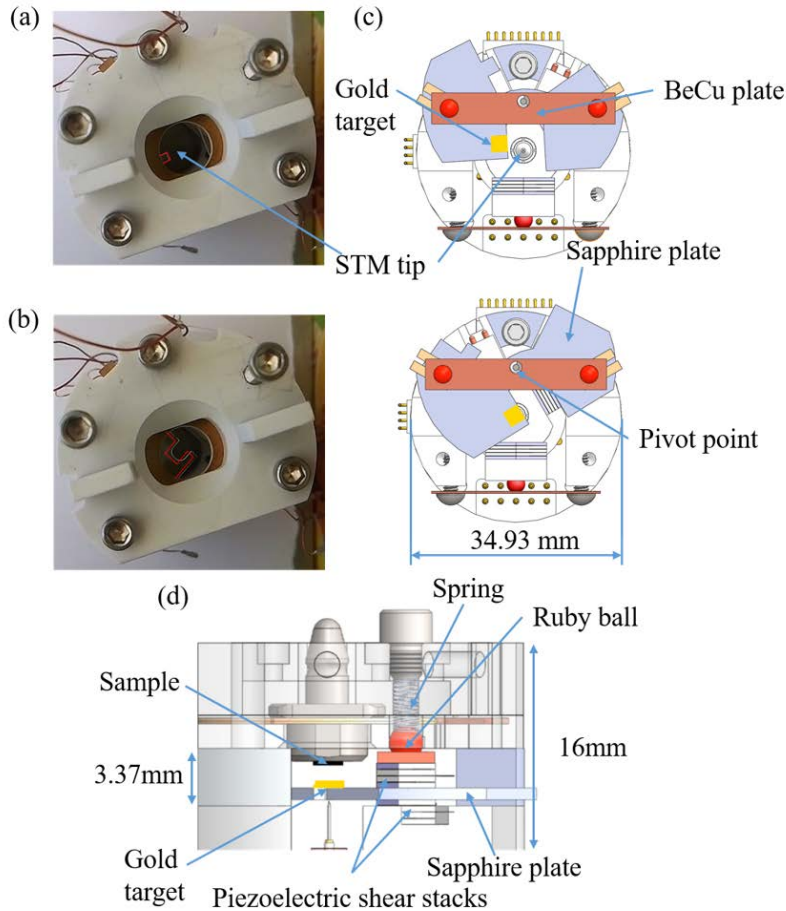 (a)
(c)
Gold
target
BeCu plate
STM tip
Sapphire plate
(b)
Pivot point
34.93 mm
(d)
Spring
Ruby ball
Sample
16mm
3.37mm
Gold
target
Piezoelectric shear stacks
Sapphire plate